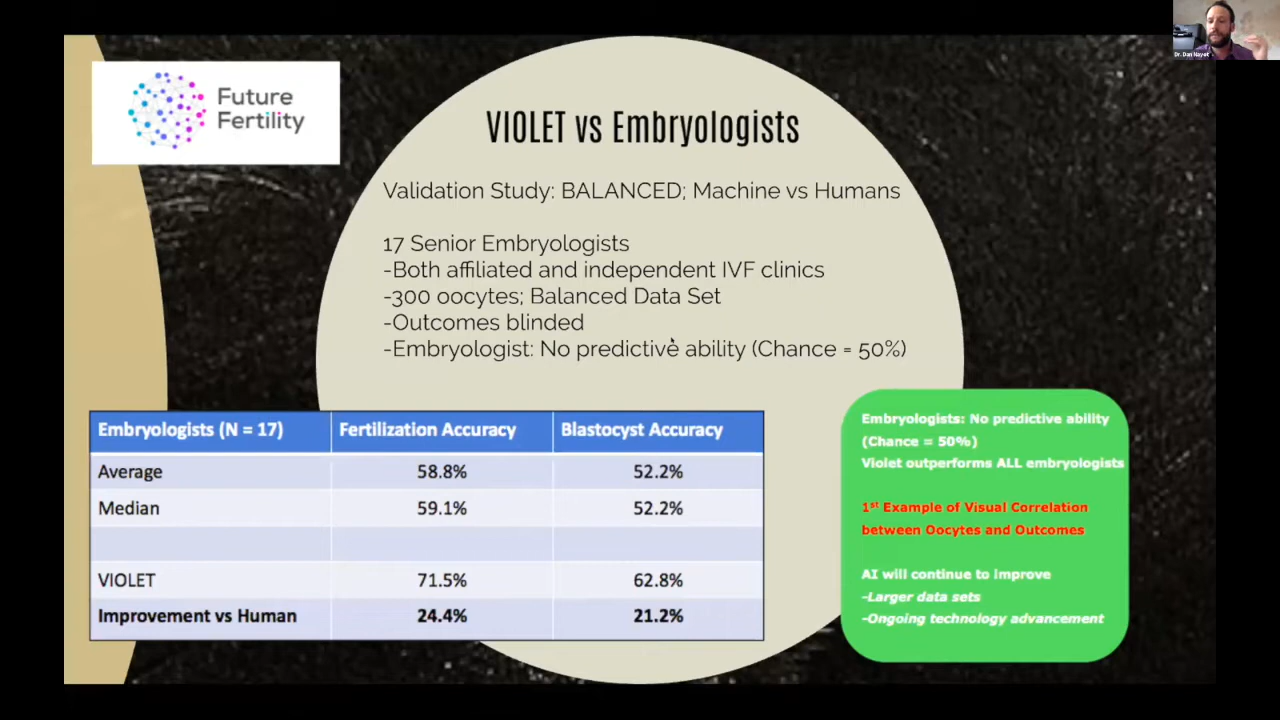 Future
Fertility
Dr. Dan Nayot
VIOLET vs Embryologists
Validation Study: BALANCED; Machine vs Humans
17 Senior Embryologists
-Both affiliated and independent IVF clinics
-300 oocytes; Balanced Data Set
-Outcomes blinded
-Embryologist: No predictive ability (Chance = 50%)
Embryologists (N = 17) Fertilization Accuracy Blastocyst Accuracy
Average 58.8% 52.2%
Median 59.1% 52.2%
VIOLET 71.5% 62.8%
Improvement vs Human 24.4% 21.2%
Embryologists: No predictive ability
(Chance = 50%)
Violet outperforms ALL embryologists
1st Example of Visual Correlation
between Oocytes and Outcomes
AI will continue to improve
-Larger data sets
-Ongoing technology advancement